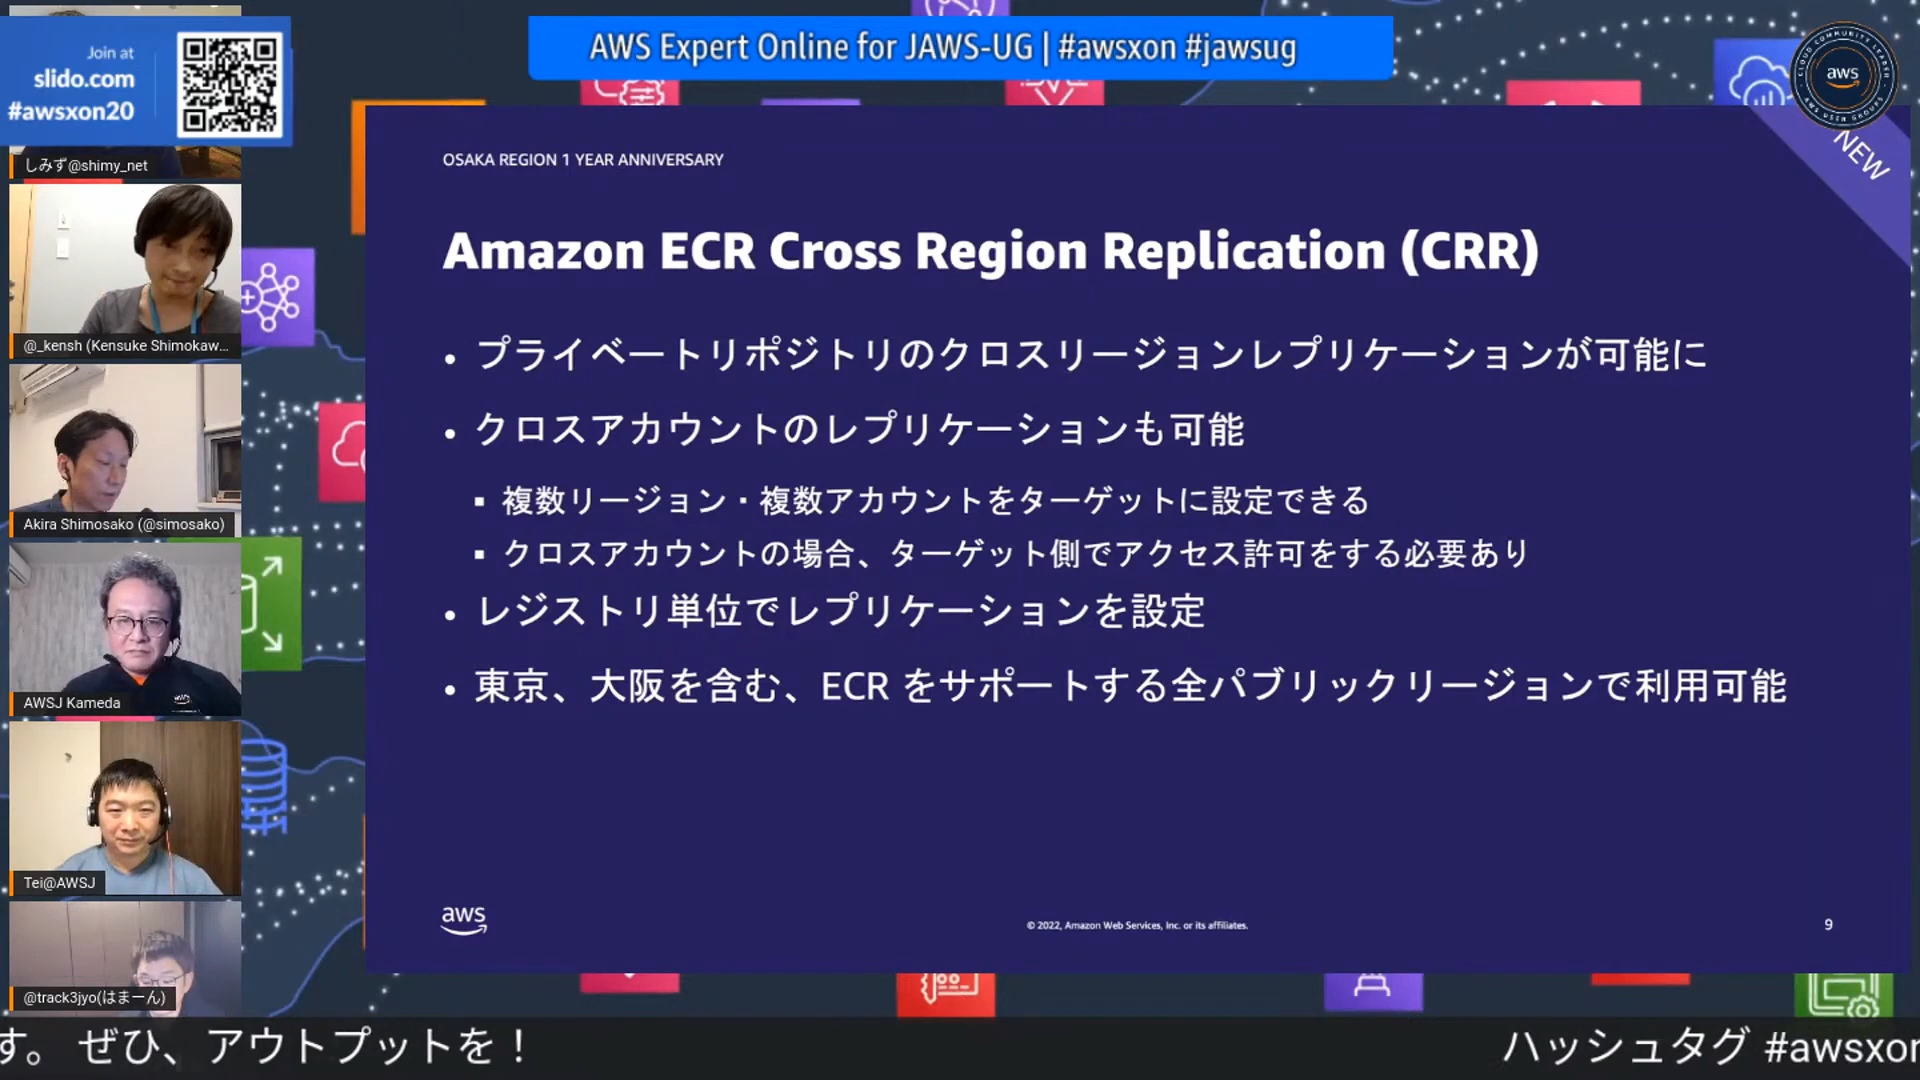 Join at
slido.com
#awsxon20
AWS Expert Online for JAWS-UG | #awsxon #jawsug
aws
NEW
しみず@shimy_net
@_kensh (Kensuke Shimokaw...
Akira Shimosako (@simosako)
AWSJ Kameda
Tei@AWSJ
@track3jyo(はまーん)
OSAKA REGION 1 YEAR ANNIVERSARY
Amazon ECR Cross Region Replication (CRR)
• プライベートリポジトリのクロスリージョンレプリケーションが可能に
• クロスアカウントのレプリケーションも可能
▪ 複数リージョン・複数アカウントをターゲットに設定できる
▪ クロスアカウントの場合、ターゲット側でアクセス許可をする必要あり
• レジストリ単位でレプリケーションを設定
• 東京、大阪を含む、ECR をサポートする全パブリックリージョンで利用可能
aws
© 2022, Amazon Web Services, Inc. or its affiliates.
9
す。 ぜひ、アウトプットを！
ハッシュタグ #awsxon